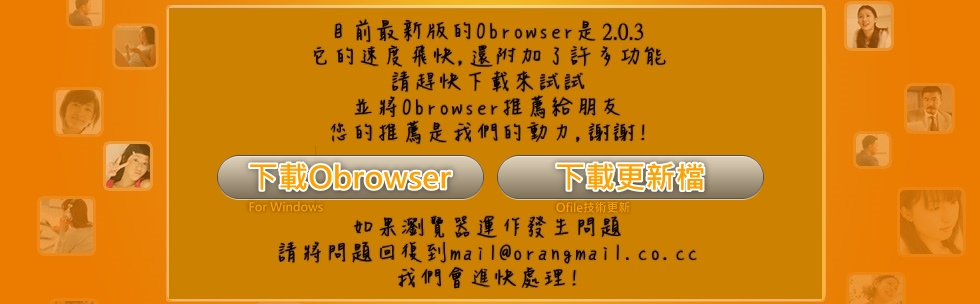 目前最新版的Obrowser是 2.0.3
它的速度飛快,還附加了許多功能
請趕快下載來試試
並將Obrowser推薦給朋友
您的推薦是我們的動力,謝謝!
下載Obrowser 下載更新檔
For Windows Ofile技術更新
如果瀏覽器運作發生問題
請將問題回復到mail@orangmail.co.cc
我們會進快處理!